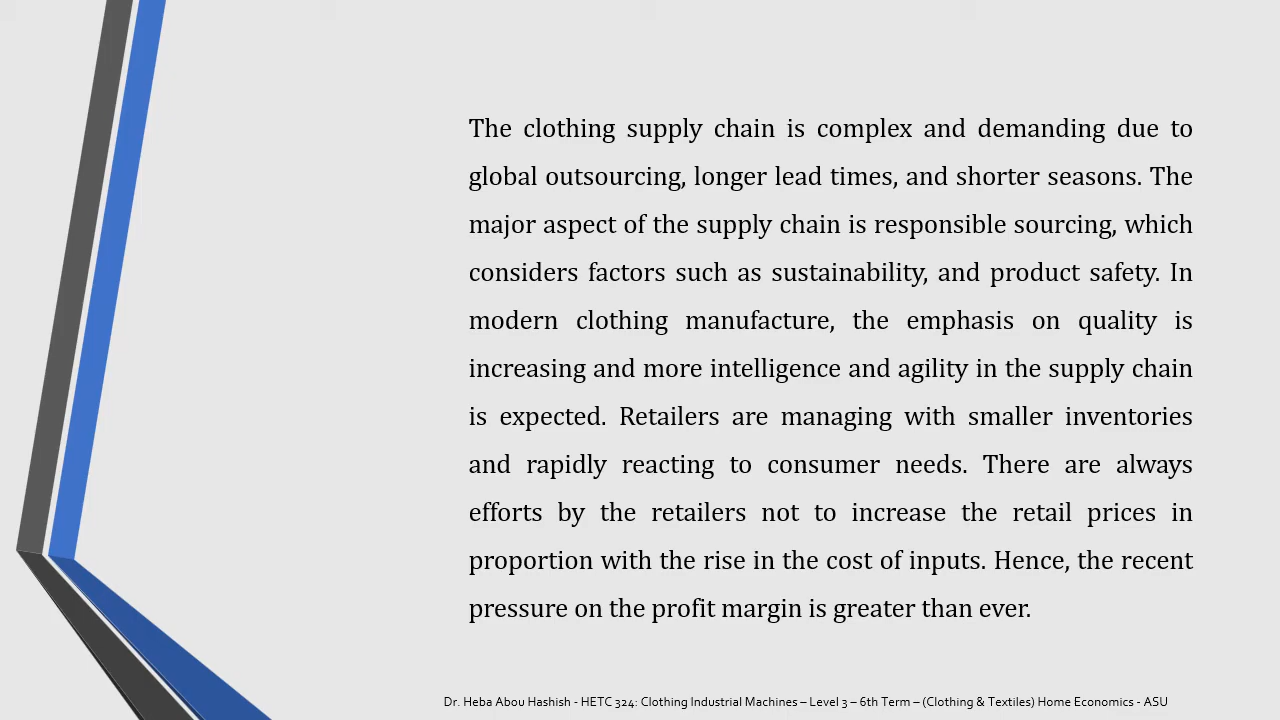 The clothing supply chain is complex and demanding due to
global outsourcing, longer lead times, and shorter seasons. The
major aspect of the supply chain is responsible sourcing, which
considers factors such as sustainability, and product safety. In
modern clothing manufacture, the emphasis on quality is
increasing and more intelligence and agility in the supply chain
is expected. Retailers are managing with smaller inventories
and rapidly reacting to consumer needs. There are always
efforts by the retailers not to increase the retail prices in
proportion with the rise in the cost of inputs. Hence, the recent
pressure on the profit margin is greater than ever.
Dr. Heba Abou Hashish - HETC 324: Clothing Industrial Machines – Level 3 – 6th Term – (Clothing & Textiles) Home Economics - ASU